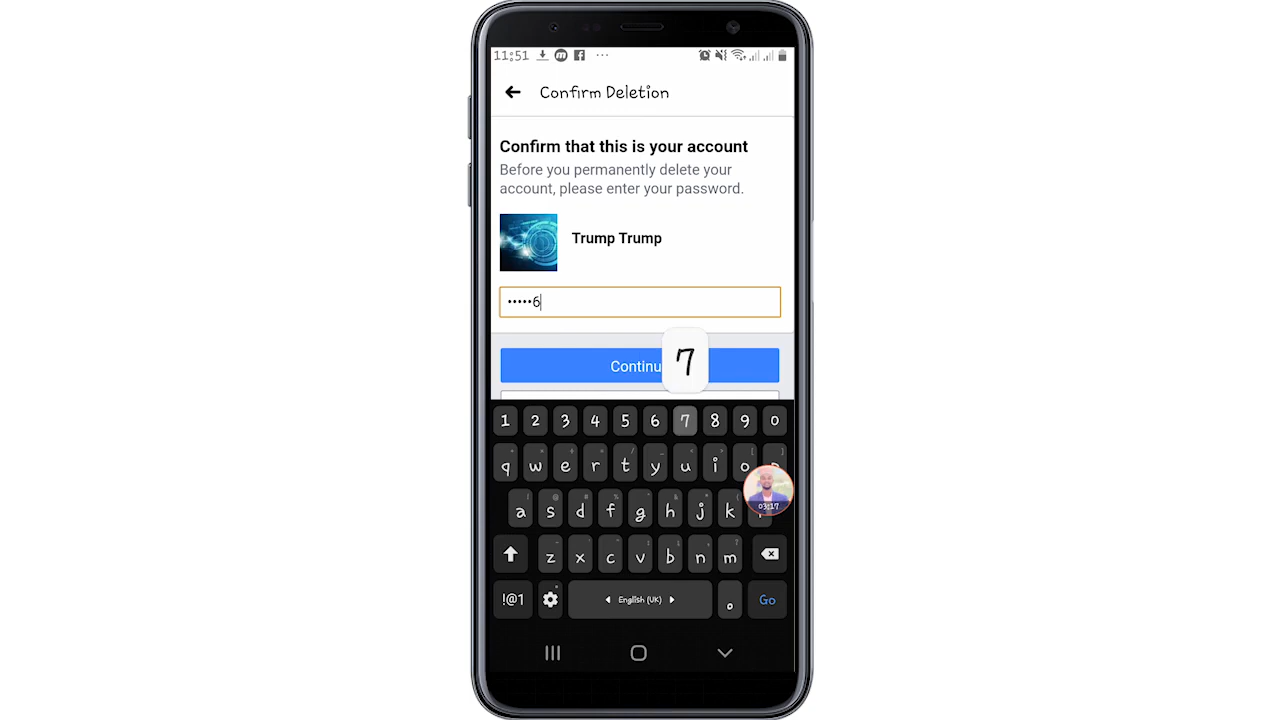 11:51
Confirm Deletion
Confirm that this is your account
Before you permanently delete your
account, please enter your password.
Trump Trump
•••••6
Continu
7
1 2 3 4 5 6 7 8 9 0
q w e r t y u i o p
a s d f g h j k
03:17
z x c v b n m
!@1 English (UK) . Go